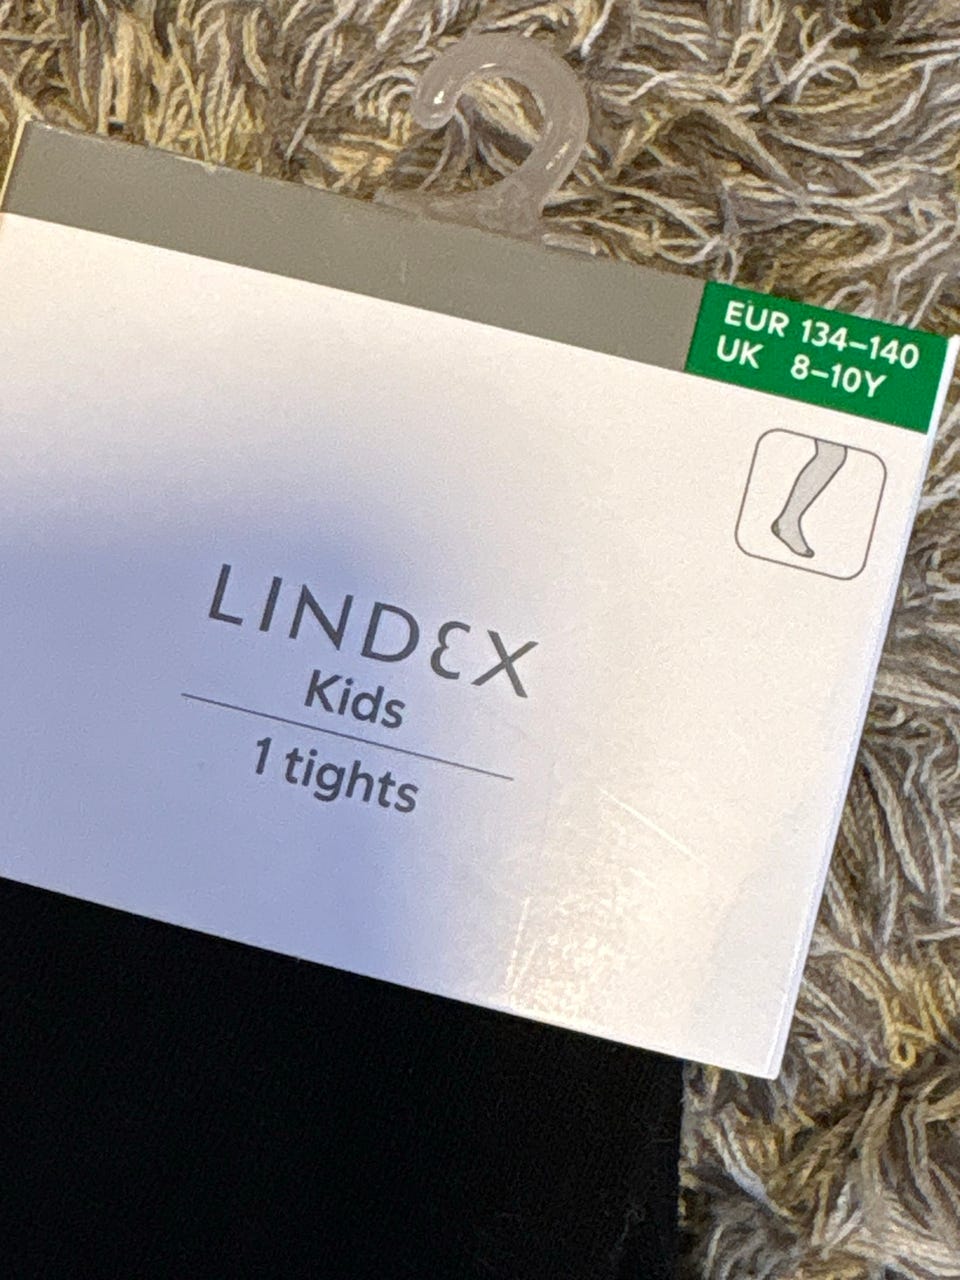 EUR 134–140
UK 8–10Y
LINDEX
Kids
1 tights